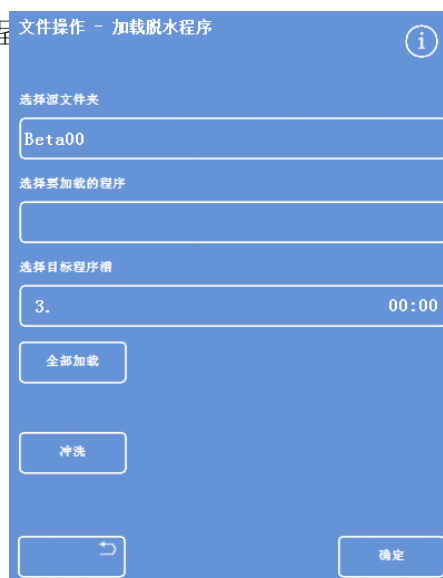 文件操作 - 加载脱水程序
i
选择源文件夹
Beta00
选择要加载的程序
选择目标程序槽
3. 00:00
全部加载
冲洗
确定